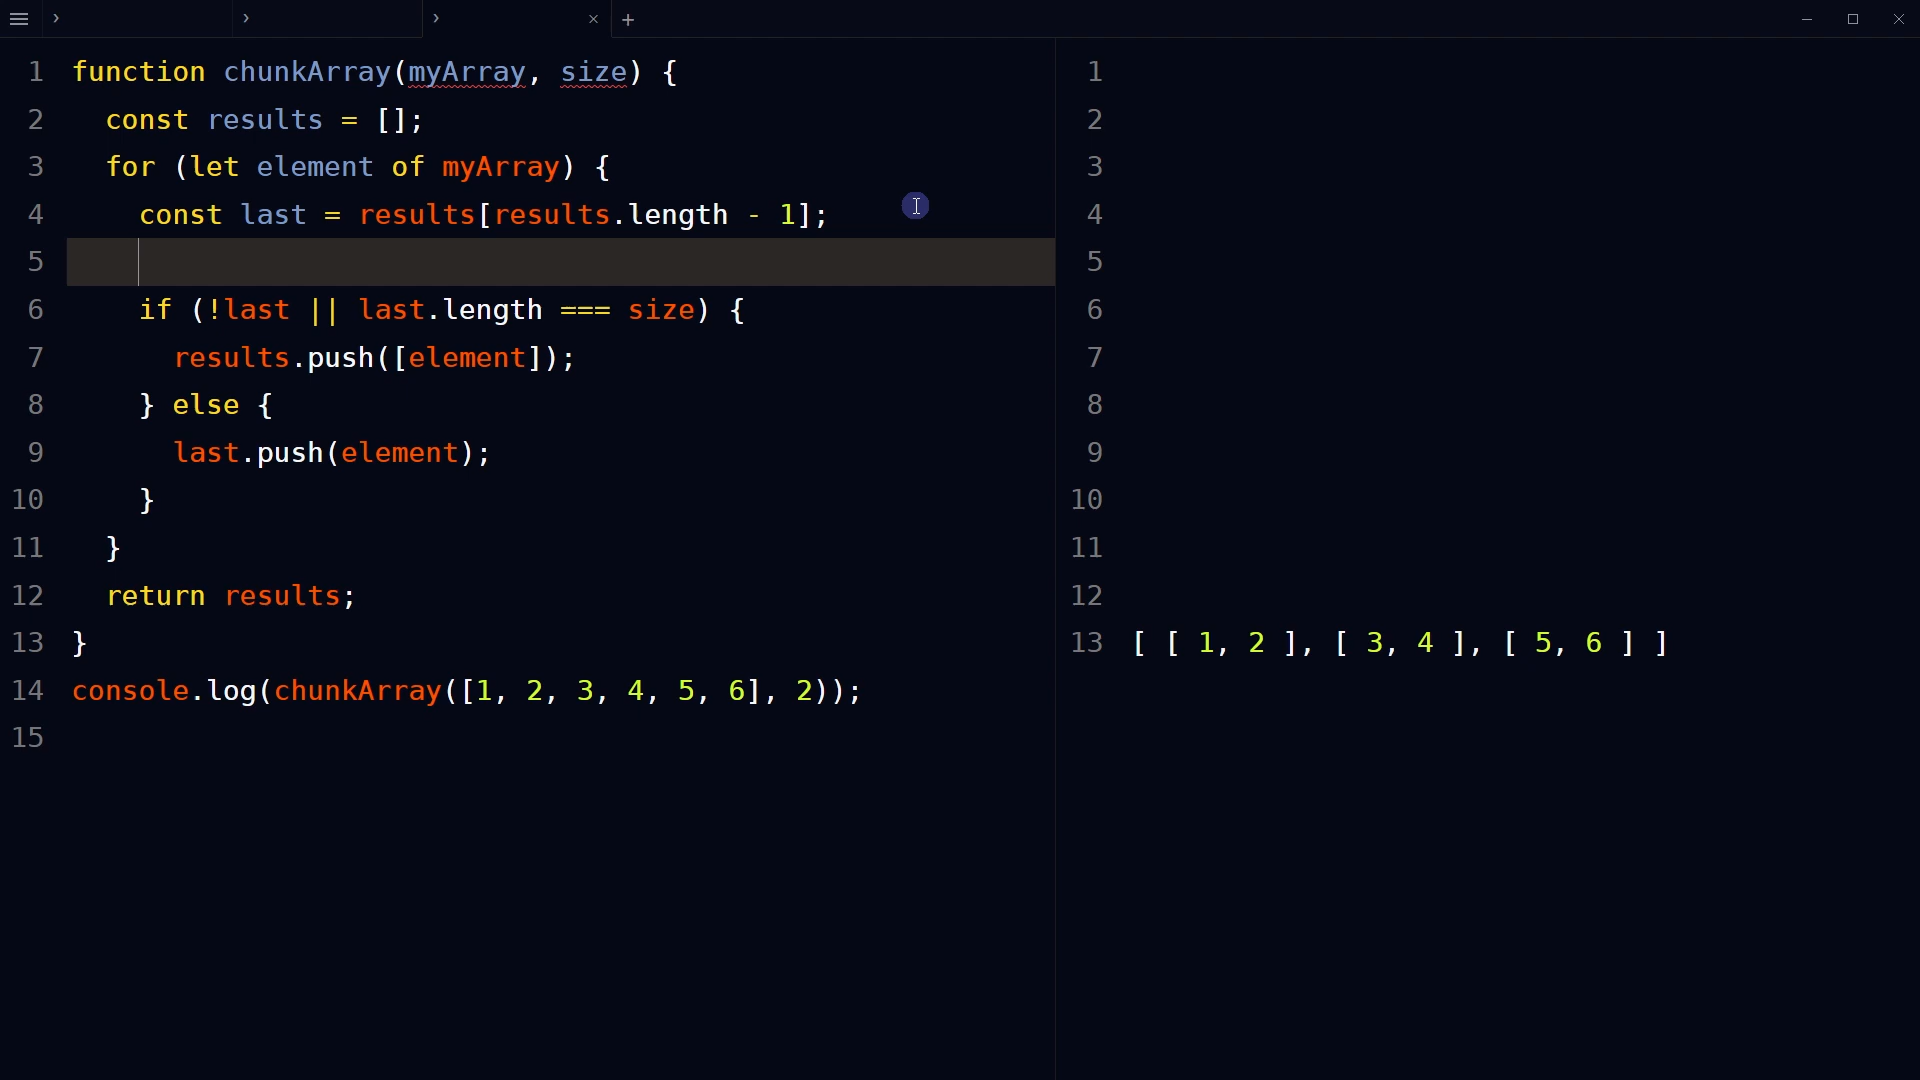 1 function chunkArray(myArray, size) {
2   const results = [];
3   for (let element of myArray) {
4     const last = results[results.length - 1];
5
6     if (!last || last.length === size) {
7       results.push([element]);
8     } else {
9       last.push(element);
10     }
11   }
12   return results;
13 }
14 console.log(chunkArray([1, 2, 3, 4, 5, 6], 2));
15
1
2
3
4
5
6
7
8
9
10
11
12
13 [ [ 1, 2 ], [ 3, 4 ], [ 5, 6 ] ]